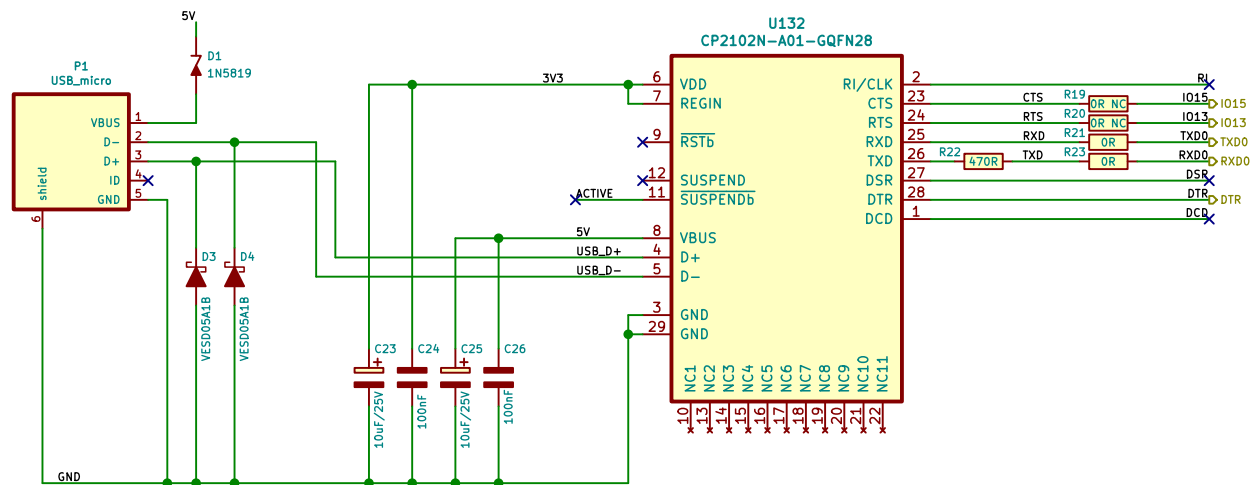 5V
D1
1N5819
P1
USB_micro
VBUS 1
D- 2
D+ 3
ID 4
GND 5
shield
6
D3
VESD05A1B
D4
VESD05A1B
GND
3V3
ACTIVE
5V
USB_D+
USB_D-
C23
10uF/25V
C24
100nF
C25
10uF/25V
C26
100nF
U132
CP2102N-A01-GQFN28
6 VDD
7 REGIN
9 RSTb
12 SUSPEND
11 SUSPENDb
8 VBUS
4 D+
5 D-
3 GND
29 GND
RI/CLK 2
CTS 23
RTS 24
RXD 25
TXD 26
DSR 27
DTR 28
DCD 1
NC1 10
NC2 13
NC3 14
NC4 15
NC5 16
NC6 17
NC7 18
NC8 19
NC9 20
NC10 21
NC11 22
RI
CTS R19 0R NC IO15 IO15
RTS R20 0R NC IO13 IO13
RXD R21 0R TXD0 TXD0
R22 470R TXD R23 0R RXD0 RXD0
DSR
DTR DTR
DCD